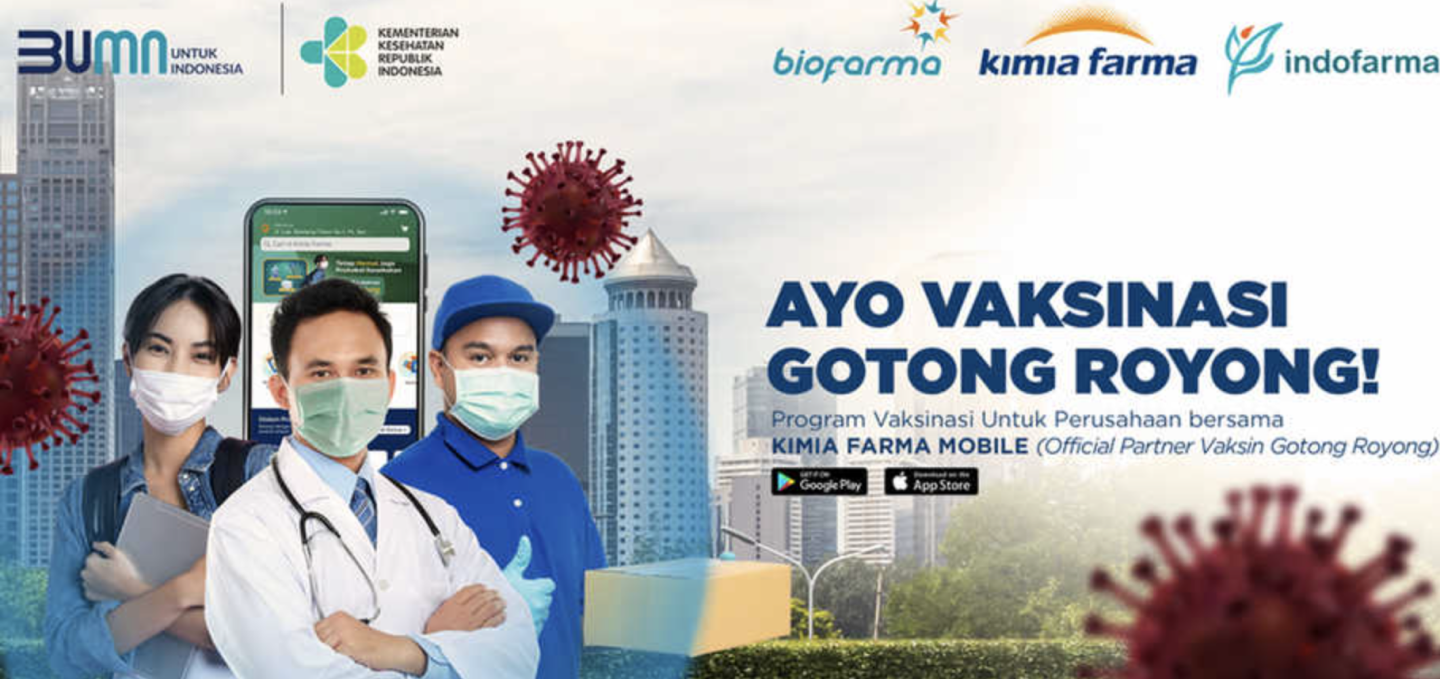 BUMN UNTUK
INDONESIA
KEMENTERIAN
KESEHATAN
REPUBLIK
INDONESIA
biofarma
kimia farma
indofarma
AYO VAKSINASI
GOTONG ROYONG!
Program Vaksinasi Untuk Perusahaan bersama
KIMIA FARMA MOBILE (Official Partner Vaksin Gotong Royong)
GET IT ON
Google Play
Download on the
App Store